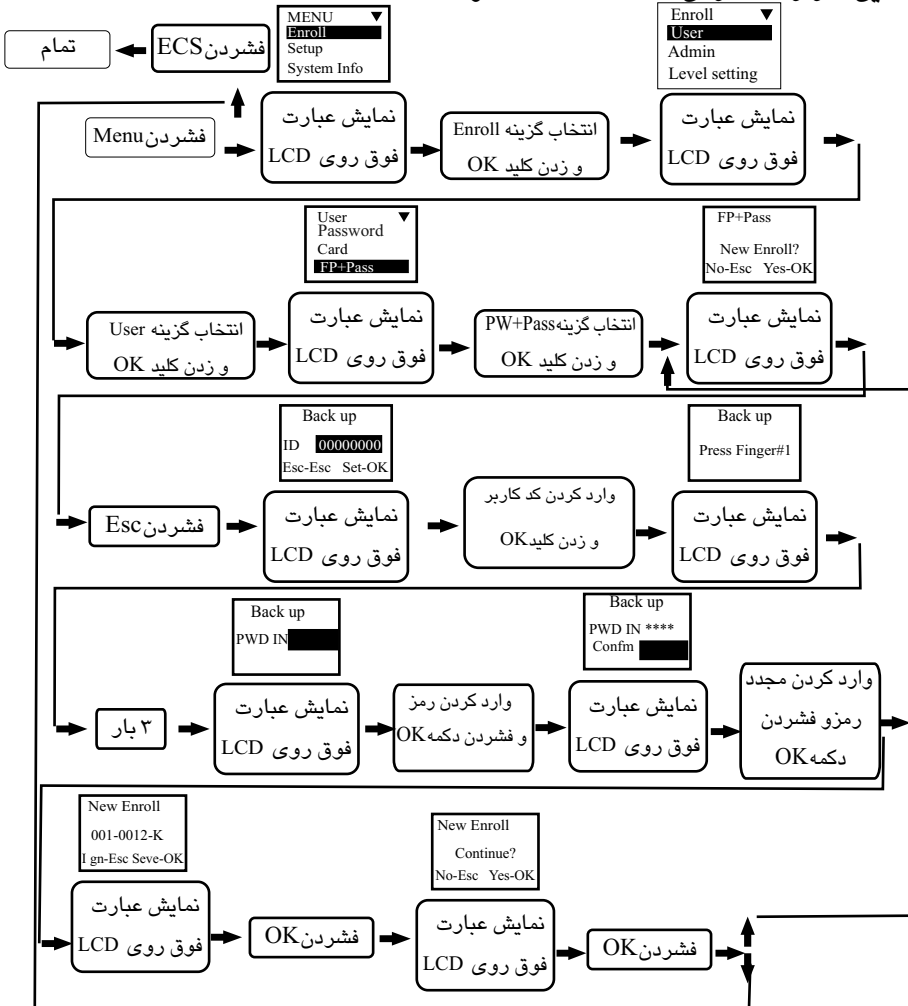 MENU ▼
Enroll
Setup
System Info
Enroll ▼
User
Admin
Level setting
تمام
فشردنECS
فشردنMenu
نمایش عبارت
فوق روی LCD
انتخاب گزینه Enroll
و زدن کلید OK
نمایش عبارت
فوق روی LCD
User ▼
Password
Card
FP+Pass
FP+Pass
New Enroll?
No-Esc Yes-OK
انتخاب گزینه User
و زدن کلید OK
نمایش عبارت
فوق روی LCD
انتخاب گزینهPW+Pass
و زدن کلید OK
نمایش عبارت
فوق روی LCD
Back up
ID 00000000
Esc-Esc Set-OK
Back up
Press Finger#1
فشردنEsc
نمایش عبارت
فوق روی LCD
وارد کردن کد کاربر
و زدن کلیدOK
نمایش عبارت
فوق روی LCD
Back up
PWD IN
Back up
PWD IN ****
Confm
۳ بار
نمایش عبارت
فوق روی LCD
وارد کردن رمز
و فشردن دکمهOK
نمایش عبارت
فوق روی LCD
وارد کردن مجدد
رمزو فشردن
دکمهOK
New Enroll
001-0012-K
I gn-Esc Seve-OK
New Enroll
Continue?
No-Esc Yes-OK
نمایش عبارت
فوق روی LCD
فشردنOK
نمایش عبارت
فوق روی LCD
فشردنOK